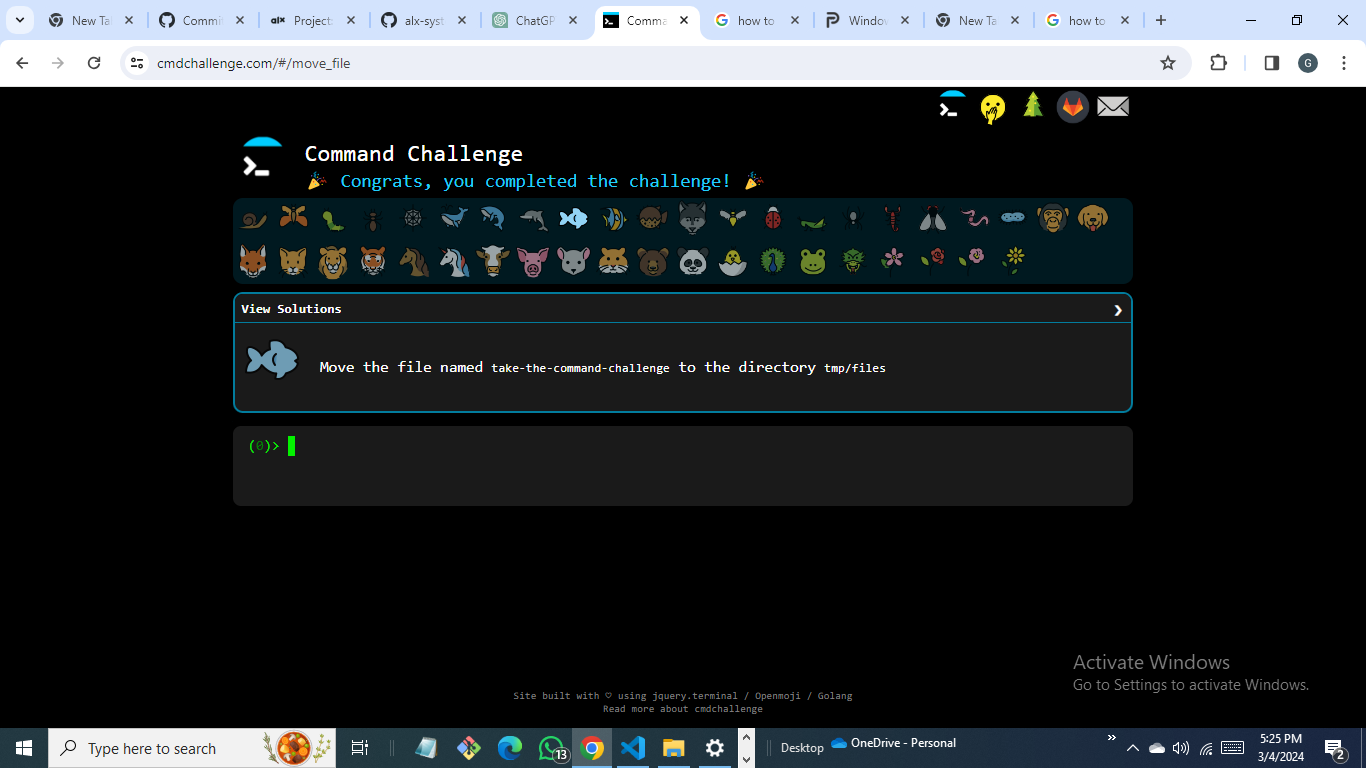 New Ta
Commi
alx Project
alx-syst
ChatGP
Comma
how to
Window
New Ta
how to
cmdchallenge.com/#/move_file
G
Command Challenge
Congrats, you completed the challenge!
View Solutions
Move the file named take-the-command-challenge to the directory tmp/files
(0)>
Activate Windows
Go to Settings to activate Windows.
Site built with ♡ using jquery.terminal / Openmoji / Golang
Read more about cmdchallenge
Type here to search
13
Desktop
OneDrive - Personal
5:25 PM
3/4/2024
2